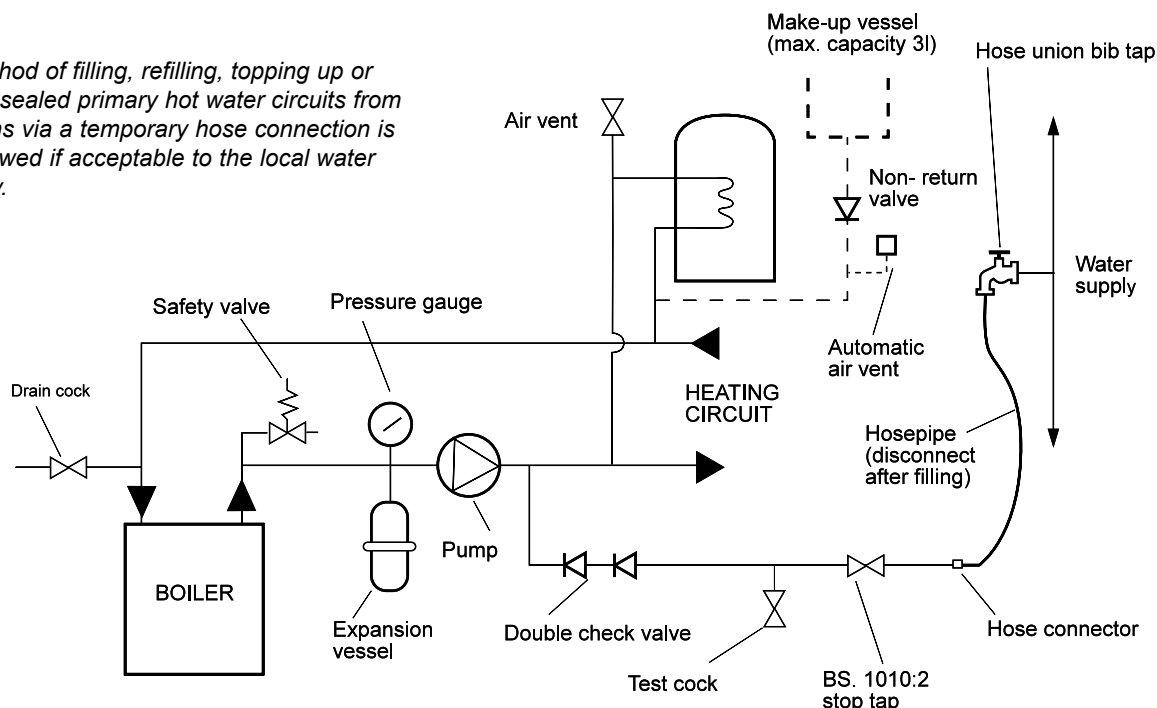 hod of filling, refilling, topping up or
sealed primary hot water circuits from
via a temporary hose connection is
wed if acceptable to the local water
Make-up vessel
(max. capacity 3l)
Hose union bib tap
Air vent
Non- return
valve
Water
supply
Safety valve
Pressure gauge
Automatic
air vent
Drain cock
HEATING
CIRCUIT
Hosepipe
(disconnect
after filling)
Pump
BOILER
Expansion
vessel
Double check valve
Hose connector
Test cock
BS. 1010:2
stop tap